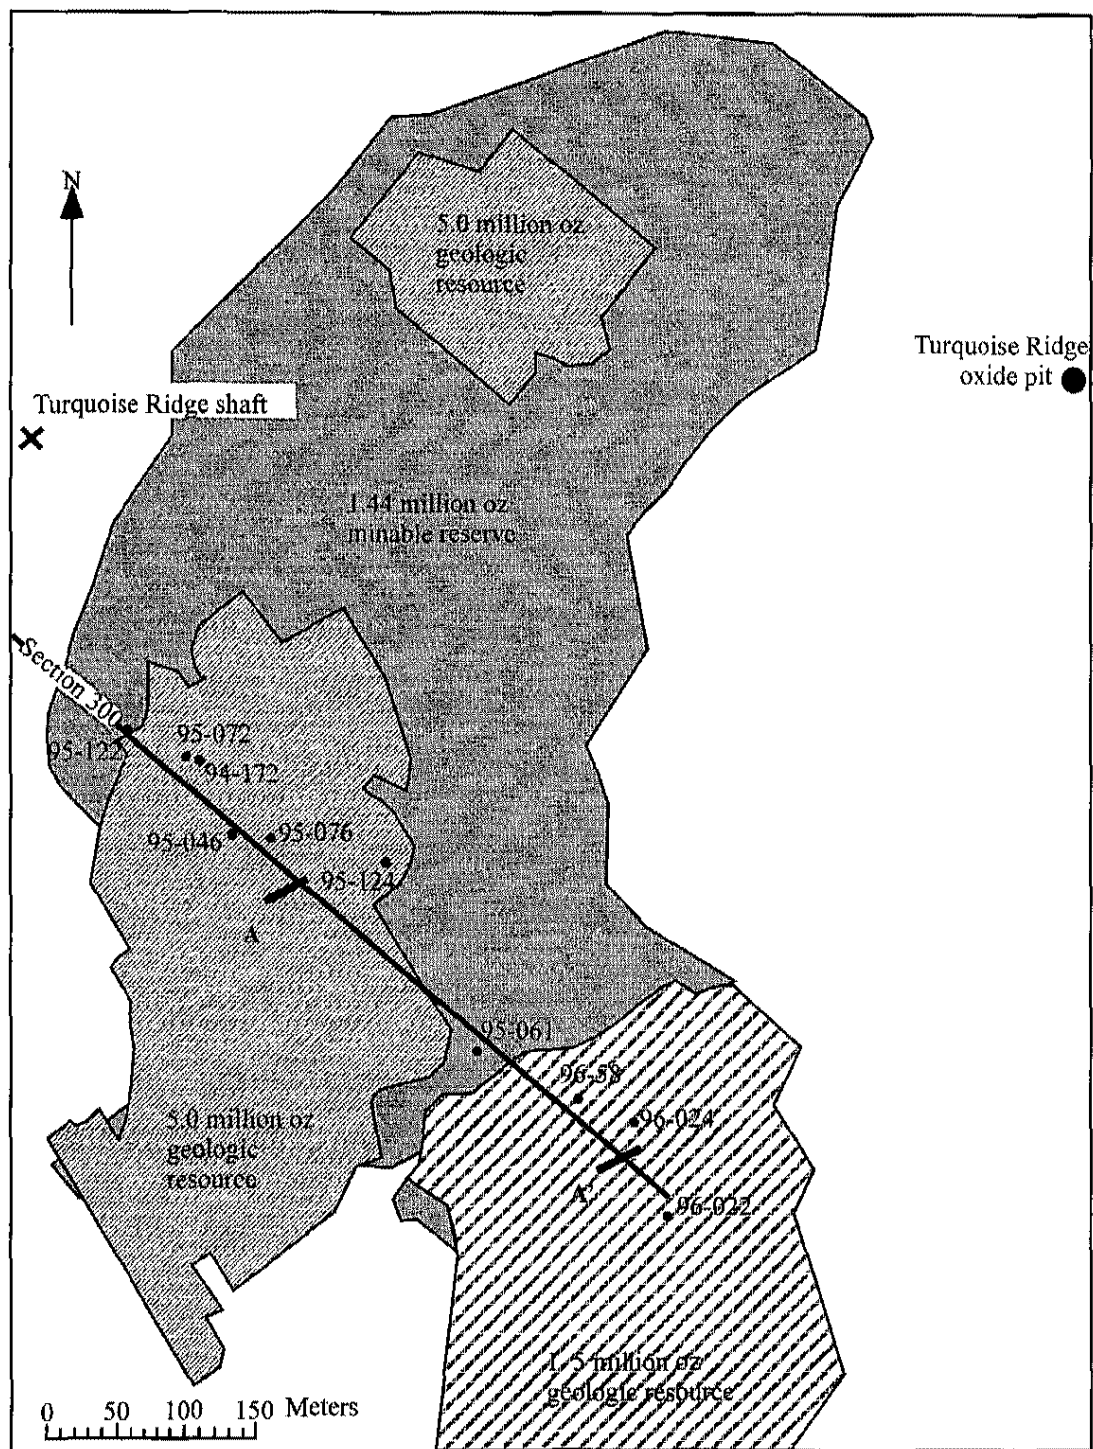 N
5.0 million oz
geologic
resource
Turquoise Ridge
oxide pit
Turquoise Ridge shaft
1.44 million oz
minable reserve
Section 300
95-122
95-072
94-172
95-046
95-076
95-124
A
95-061
96-58
96-024
A'
96-022
5.0 million oz
geologic
resource
1.5 million oz
geologic resource
0 50 100 150 Meters